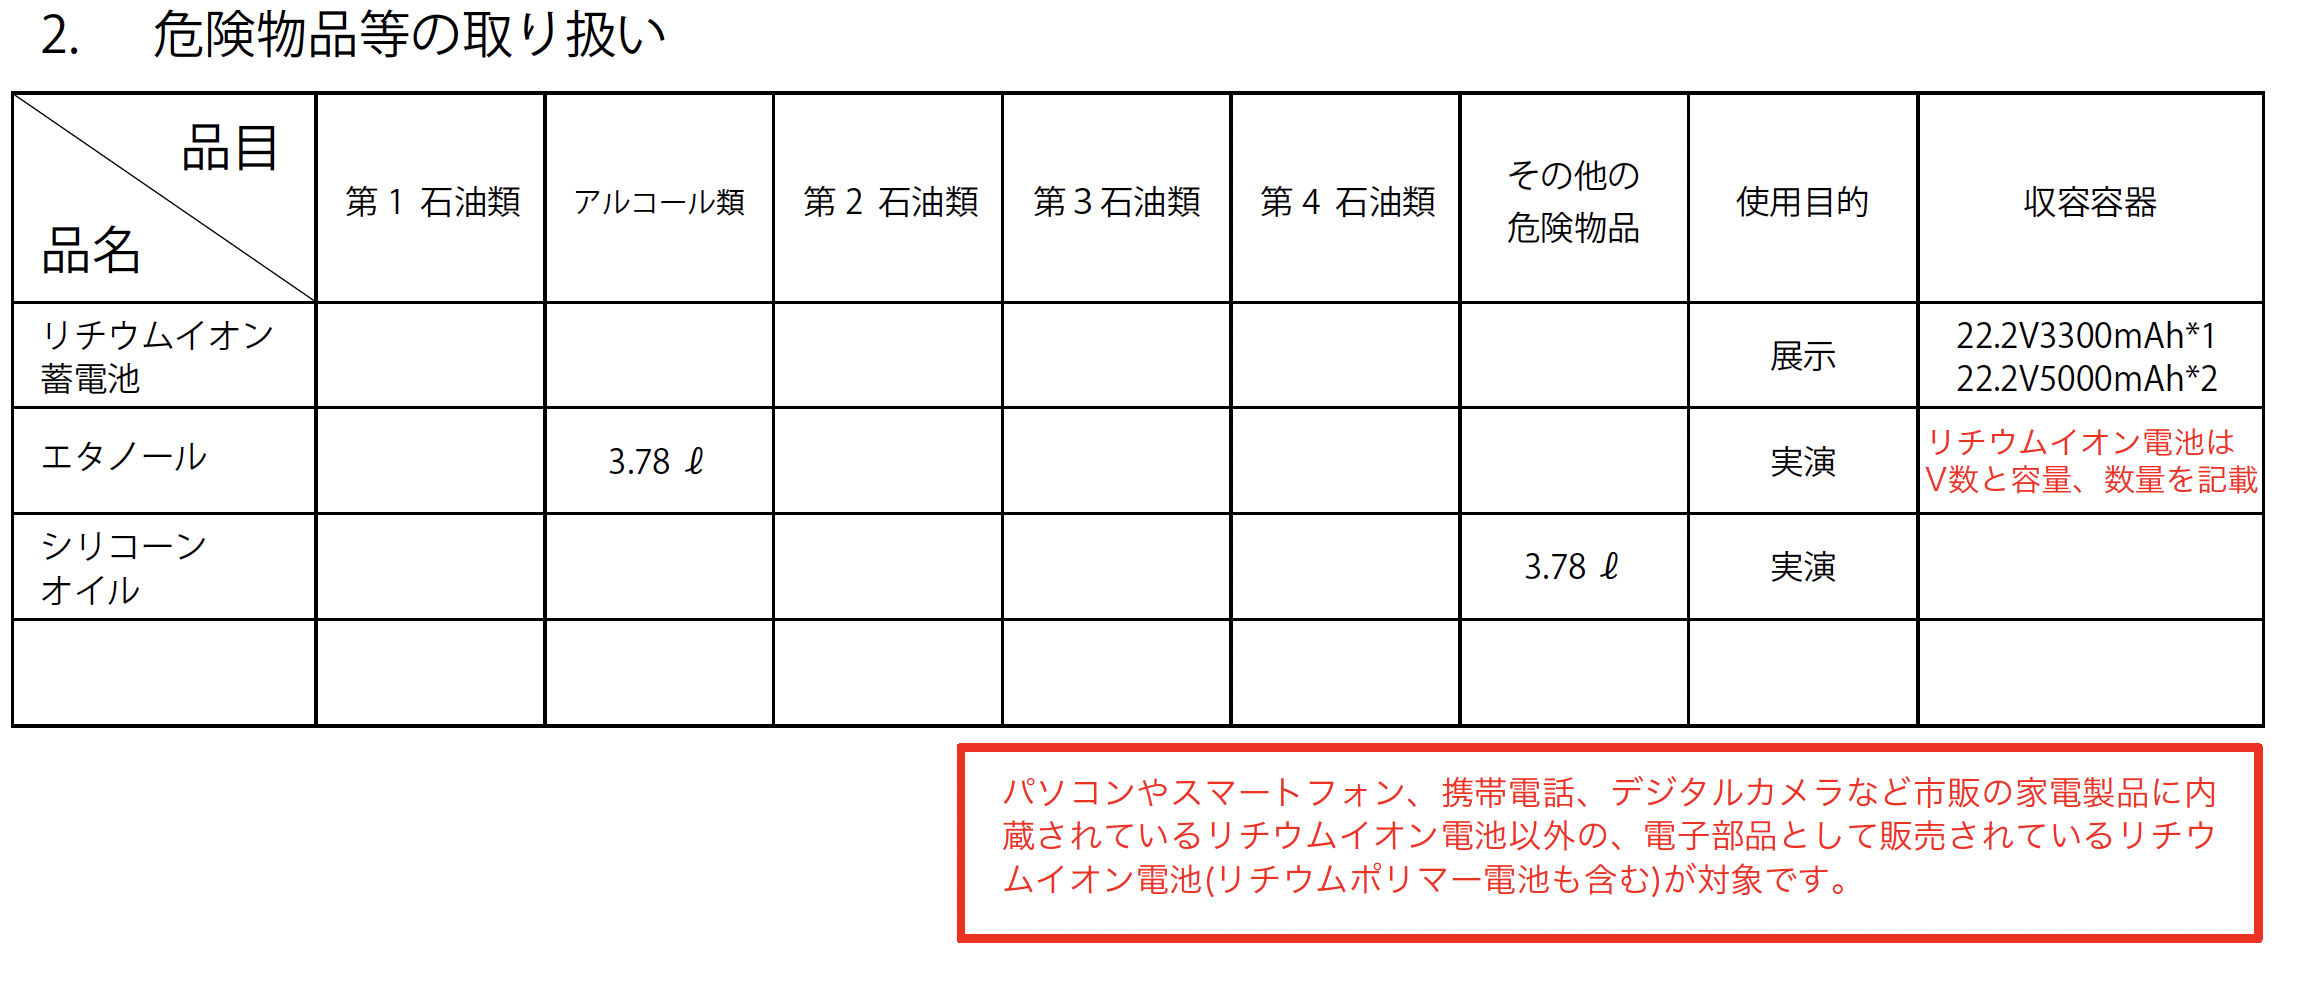 2. 危険物品等の取り扱い
品目
品名
第1 石油類
アルコール類
第2 石油類
第3石油類
第4 石油類
その他の
危険物品
使用目的
収容容器
リチウムイオン
蓄電池
展示
22.2V3300mAh*1
22.2V5000mAh*2
エタノール
3.78 ℓ
実演
リチウムイオン電池は
V数と容量、数量を記載
シリコーン
オイル
3.78 ℓ
実演
パソコンやスマートフォン、携帯電話、デジタルカメラなど市販の家電製品に内
蔵されているリチウムイオン電池以外の、電子部品として販売されているリチウ
ムイオン電池(リチウムポリマー電池も含む)が対象です。